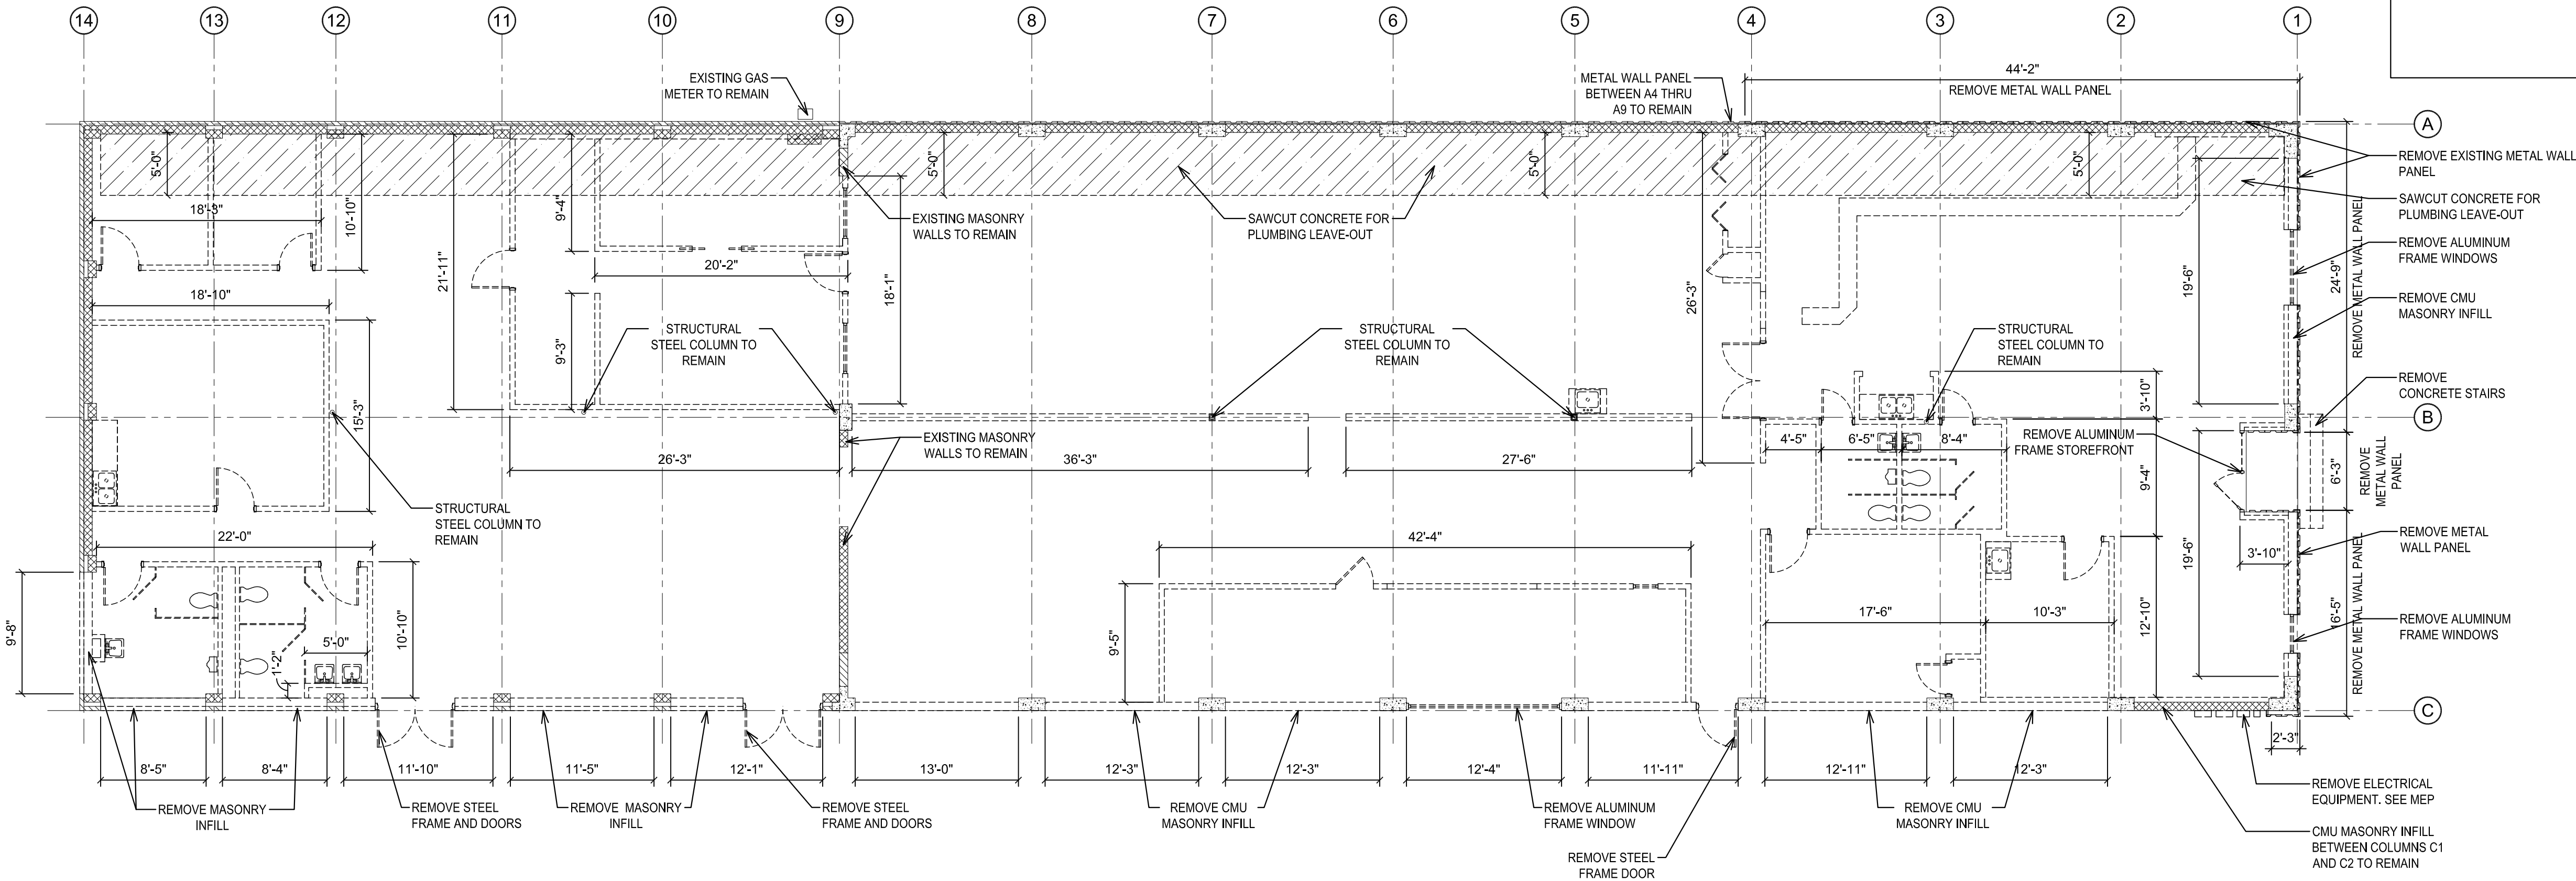 14 13 12 11 10 9 8 7 6 5 4 3 2 1
EXISTING GAS
METER TO REMAIN
METAL WALL PANEL
BETWEEN A4 THRU
A9 TO REMAIN
44'-2"
REMOVE METAL WALL PANEL
A
REMOVE EXISTING METAL WALL
PANEL
SAWCUT CONCRETE FOR
PLUMBING LEAVE-OUT
REMOVE ALUMINUM
FRAME WINDOWS
REMOVE CMU
MASONRY INFILL
REMOVE
CONCRETE STAIRS
B
REMOVE METAL WALL PANEL
24'-9"
6'-3"
REMOVE
METAL WALL
PANEL
REMOVE METAL
WALL PANEL
REMOVE ALUMINUM
FRAME WINDOWS
16'-5"
REMOVE METAL WALL PANEL
C
5'-0"
18'-3"
10'-10"
18'-10"
15'-3"
21'-11"
9'-4"
20'-2"
9'-3"
18'-1"
5'-0"
EXISTING MASONRY
WALLS TO REMAIN
SAWCUT CONCRETE FOR
PLUMBING LEAVE-OUT
5'-0"
26'-3"
5'-0"
19'-6"
STRUCTURAL
STEEL COLUMN TO
REMAIN
STRUCTURAL
STEEL COLUMN TO
REMAIN
STRUCTURAL
STEEL COLUMN TO
REMAIN
3'-10"
EXISTING MASONRY
WALLS TO REMAIN
26'-3"
36'-3"
27'-6"
4'-5"
6'-5"
8'-4"
REMOVE ALUMINUM
FRAME STOREFRONT
9'-4"
STRUCTURAL
STEEL COLUMN TO
REMAIN
22'-0"
9'-8"
5'-0"
1'-2"
10'-10"
42'-4"
9'-5"
17'-6"
10'-3"
12'-10"
19'-6"
3'-10"
2'-3"
8'-5"
8'-4"
11'-10"
11'-5"
12'-1"
13'-0"
12'-3"
12'-3"
12'-4"
11'-11"
12'-11"
12'-3"
REMOVE MASONRY
INFILL
REMOVE STEEL
FRAME AND DOORS
REMOVE MASONRY
INFILL
REMOVE STEEL
FRAME AND DOORS
REMOVE CMU
MASONRY INFILL
REMOVE ALUMINUM
FRAME WINDOW
REMOVE STEEL
FRAME DOOR
REMOVE CMU
MASONRY INFILL
REMOVE ELECTRICAL
EQUIPMENT. SEE MEP
CMU MASONRY INFILL
BETWEEN COLUMNS C1
AND C2 TO REMAIN